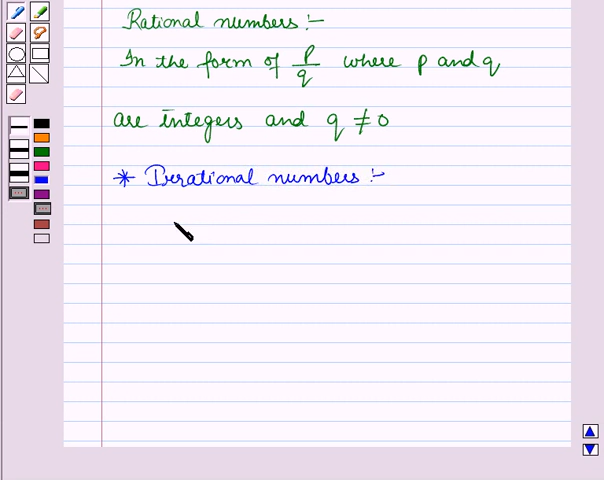 Rational numbers :-
In the form of p/q where p and q
are integers and q ≠ 0
* Irrational numbers :-